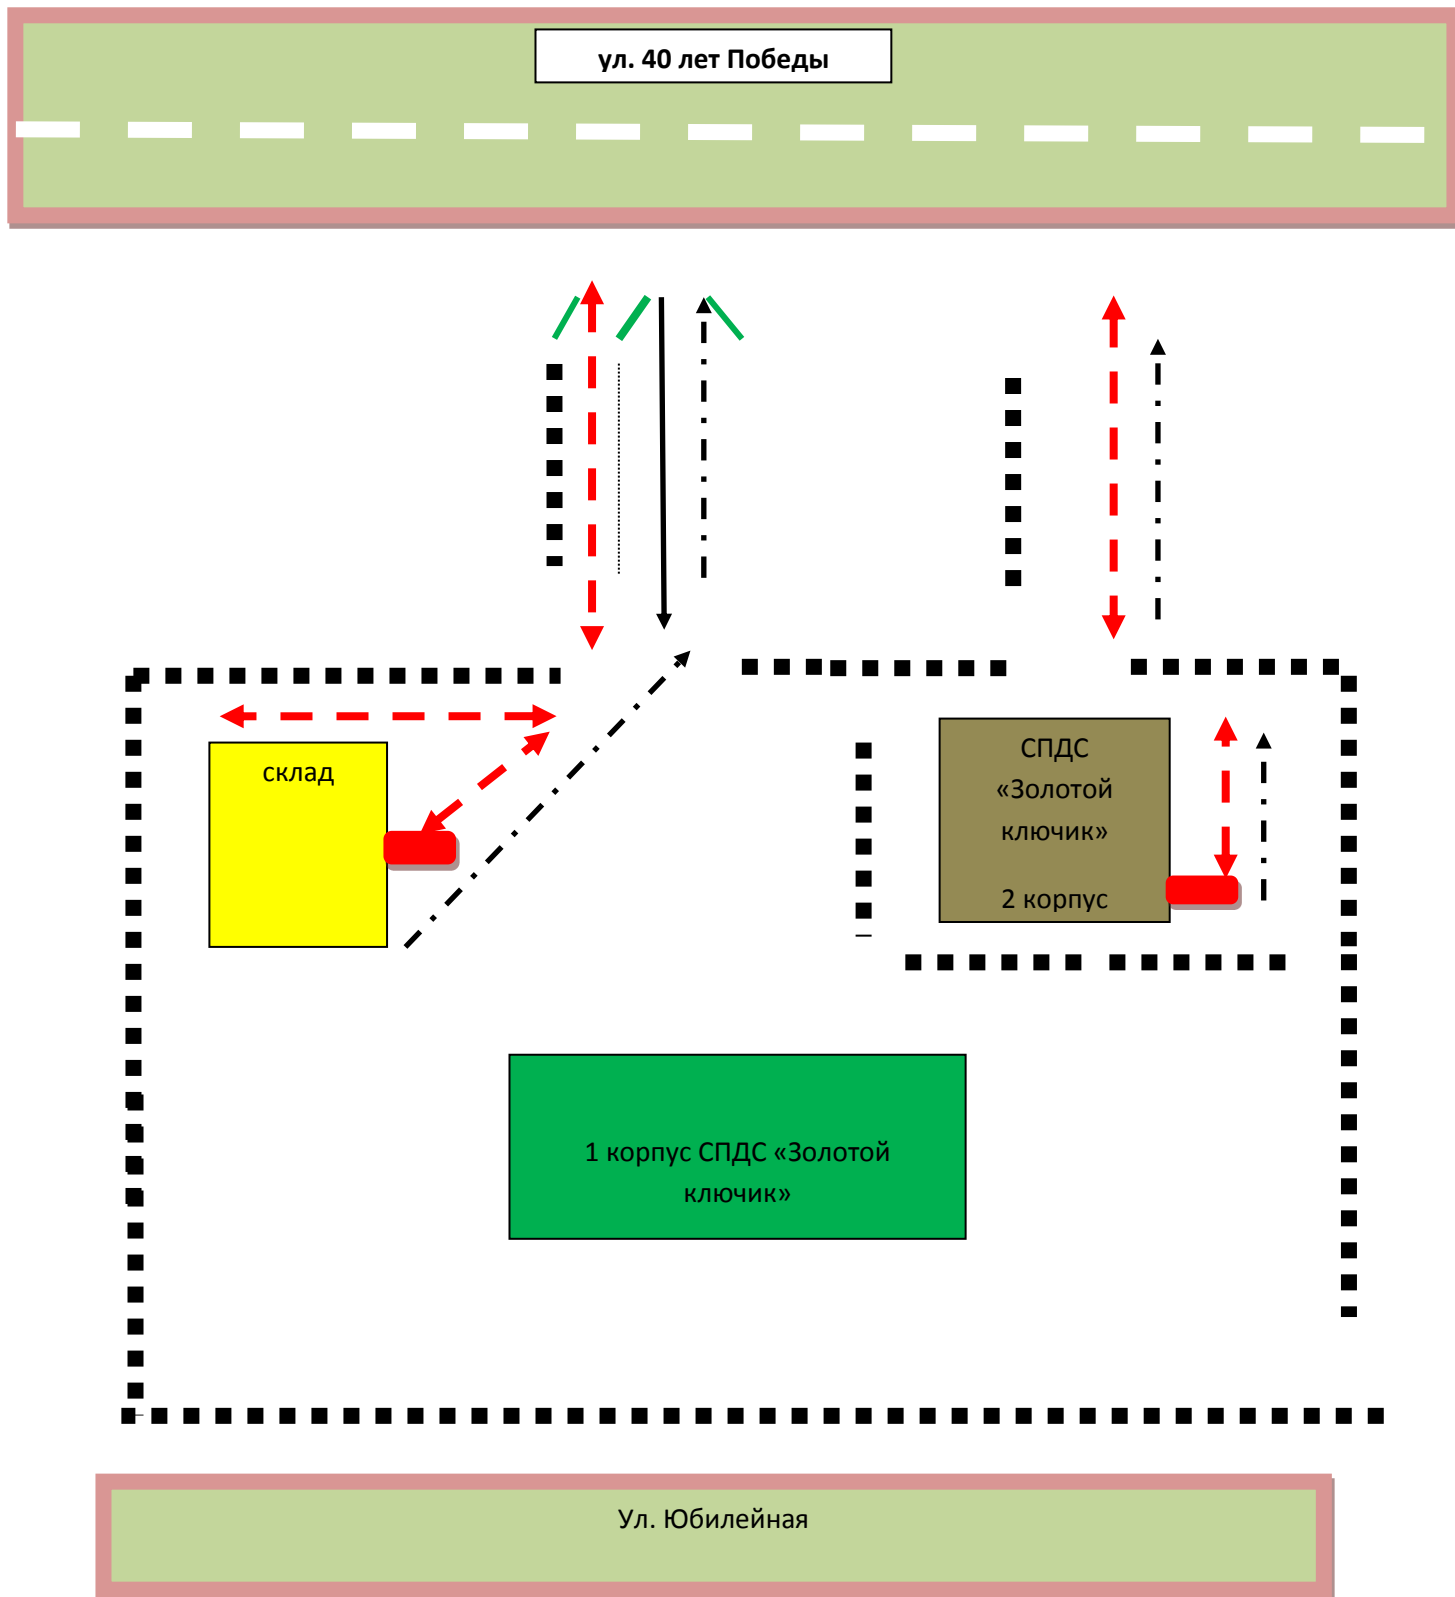 ул. 40 лет Победы
склад
СПДС
«Золотой
ключик»
2 корпус
1 корпус СПДС «Золотой
ключик»
Ул. Юбилейная